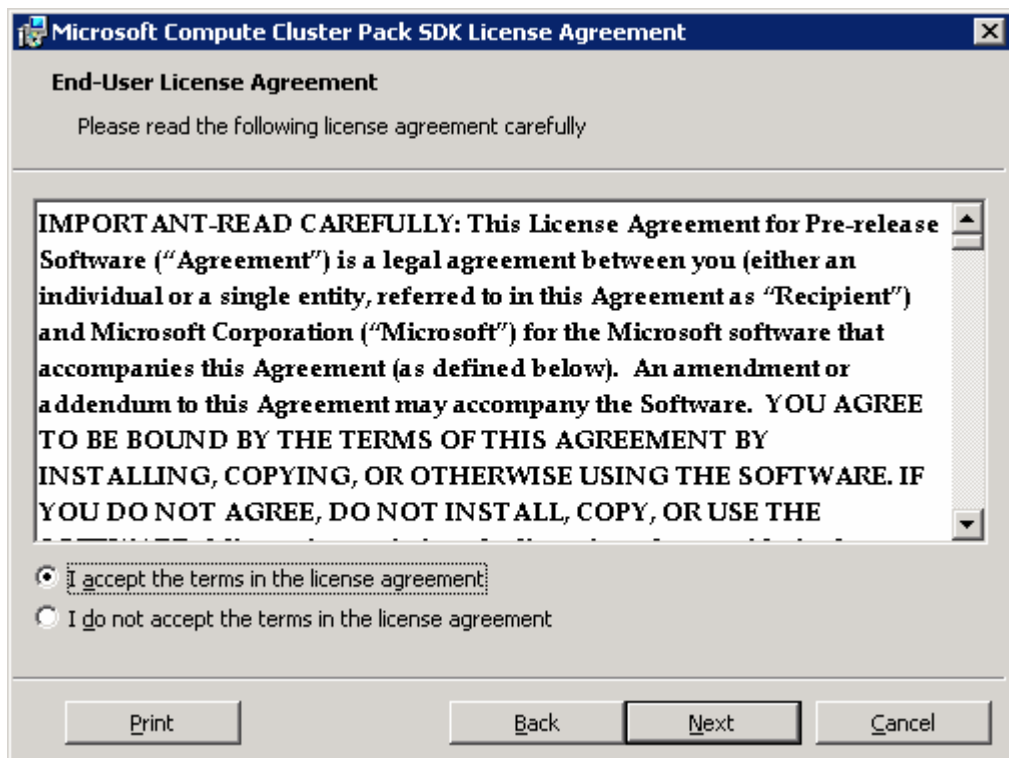 Microsoft Compute Cluster Pack SDK License Agreement
End-User License Agreement
Please read the following license agreement carefully
IMPORTANT-READ CAREFULLY: This License Agreement for Pre-release
Software (“Agreement”) is a legal agreement between you (either an
individual or a single entity, referred to in this Agreement as “Recipient”)
and Microsoft Corporation (“Microsoft”) for the Microsoft software that
accompanies this Agreement (as defined below).  An amendment or
addendum to this Agreement may accompany the Software.  YOU AGREE
TO BE BOUND BY THE TERMS OF THIS AGREEMENT BY
INSTALLING, COPYING, OR OTHERWISE USING THE SOFTWARE. IF
YOU DO NOT AGREE, DO NOT INSTALL, COPY, OR USE THE
I accept the terms in the license agreement
I do not accept the terms in the license agreement
Print
Back
Next
Cancel